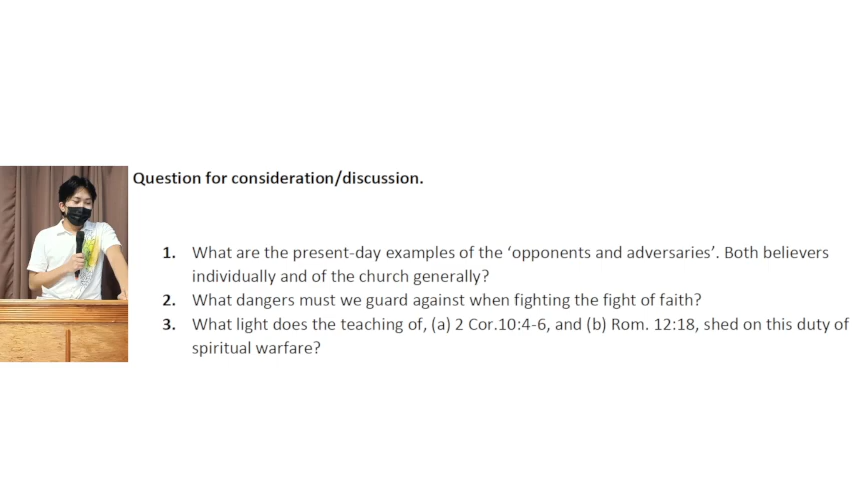 Question for consideration/discussion.
1. What are the present-day examples of the ‘opponents and adversaries’. Both believers
individually and of the church generally?
2. What dangers must we guard against when fighting the fight of faith?
3. What light does the teaching of, (a) 2 Cor.10:4-6, and (b) Rom. 12:18, shed on this duty of
spiritual warfare?